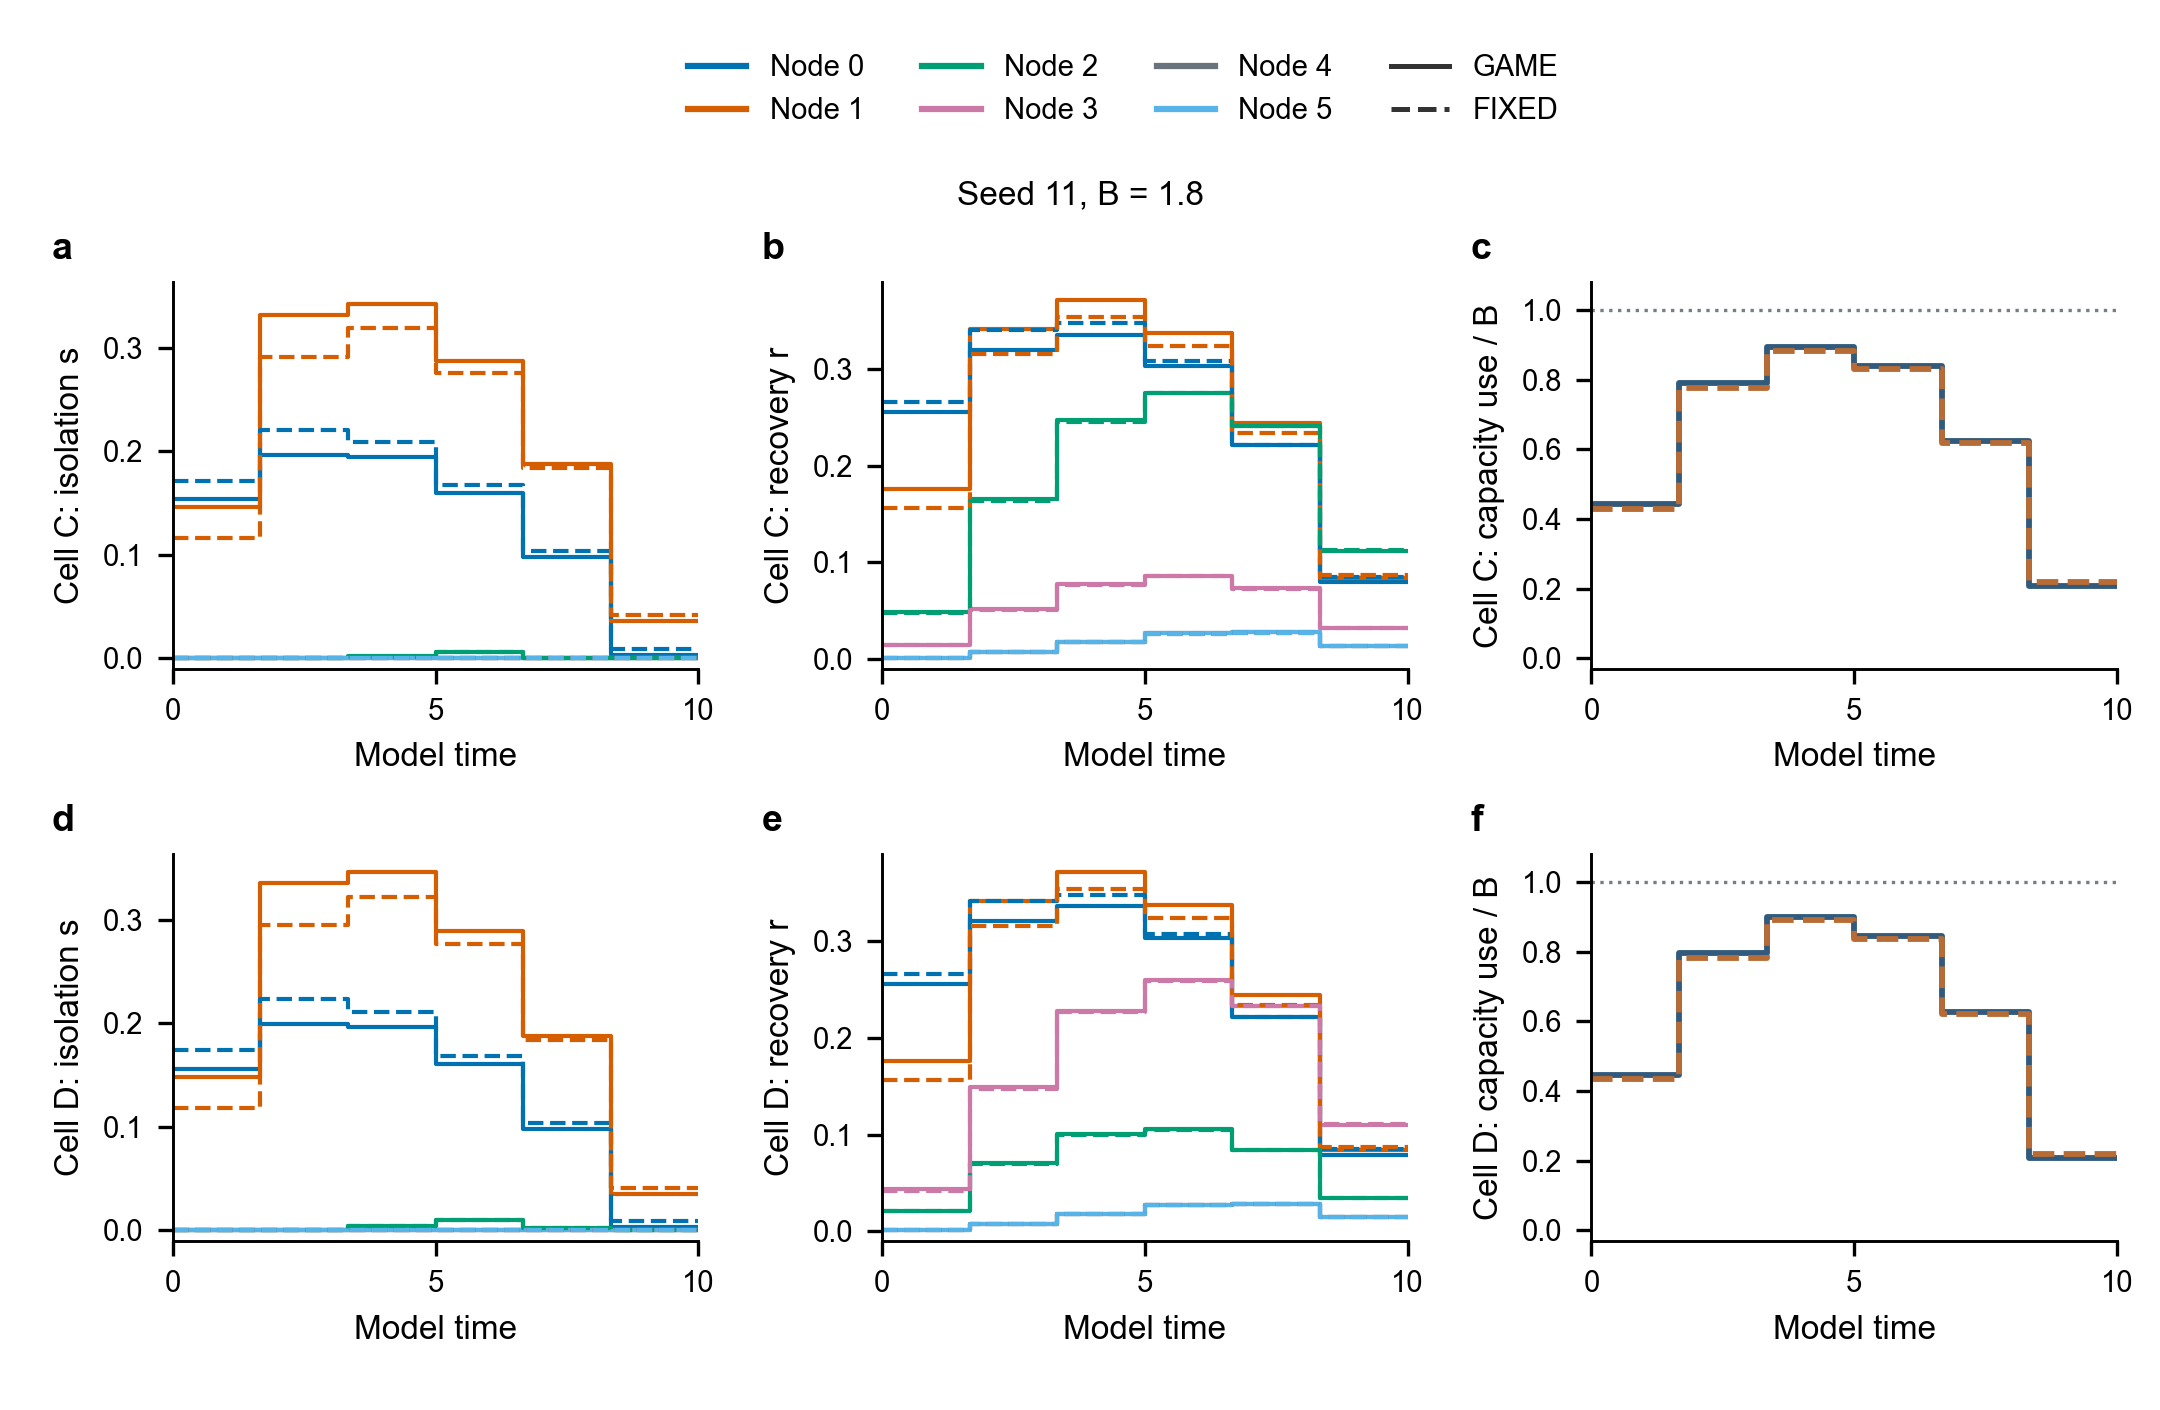 Node 0 Node 2 Node 4 GAME
Node 1 Node 3 Node 5 FIXED
Seed 11, B = 1.8
a
Cell C: isolation s
0.3
0.2
0.1
0.0
0 5 10
Model time
b
Cell C: recovery r
0.3
0.2
0.1
0.0
0 5 10
Model time
c
Cell C: capacity use / B
1.0
0.8
0.6
0.4
0.2
0.0
0 5 10
Model time
d
Cell D: isolation s
0.3
0.2
0.1
0.0
0 5 10
Model time
e
Cell D: recovery r
0.3
0.2
0.1
0.0
0 5 10
Model time
f
Cell D: capacity use / B
1.0
0.8
0.6
0.4
0.2
0.0
0 5 10
Model time